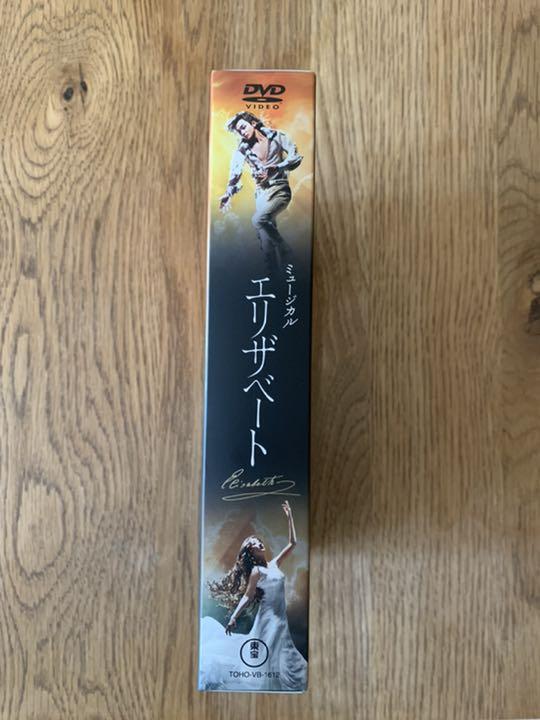 DVD
VIDEO
ミュージカル
エリザベート
Elisabeth
東宝
TOHO-VB-1612